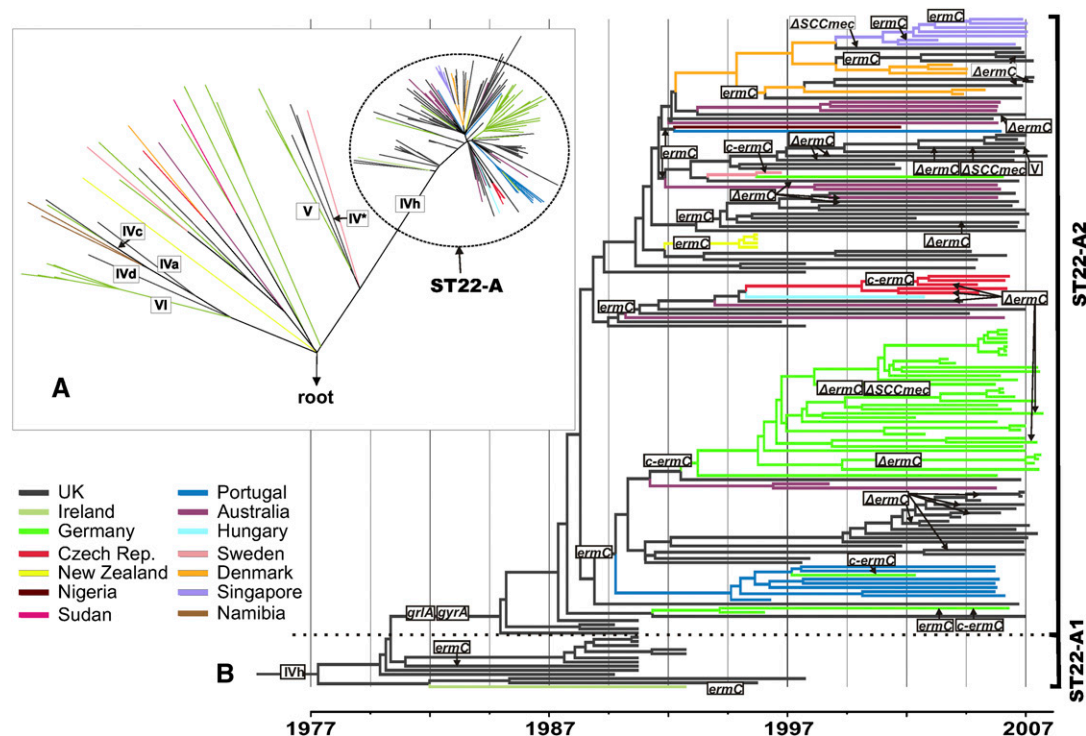 ΔSCCmec
ermC
ermC
ermC
ΔermC
ermC
ΔermC
c-ermC
ΔermC
ermC
ΔermC
ΔSCCmec
V
ΔermC
ermC
ermC
ΔermC
c-ermC
ΔermC
ermC
ΔermC
ΔSCCmec
c-ermC
ΔermC
ΔermC
ermC
c-ermC
grlA
gyrA
ermC
c-ermC
ermC
IVh
ermC
ST22-A2
ST22-A1
V
IV*
IVh
IVc
IVa
IVd
VI
ST22-A
A
root
UK
Ireland
Germany
Czech Rep.
New Zealand
Nigeria
Sudan
Portugal
Australia
Hungary
Sweden
Denmark
Singapore
Namibia
B
1977
1987
1997
2007